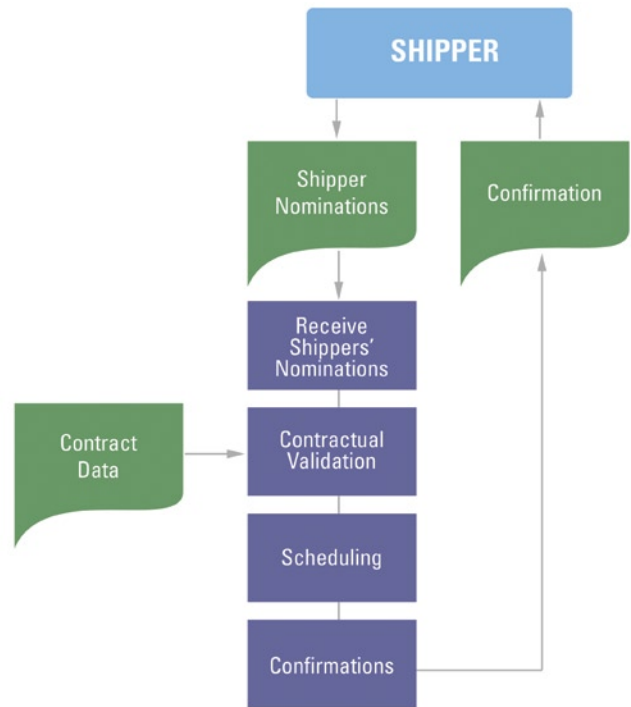 SHIPPER
Shipper
Nominations
Confirmation
Receive
Shippers’
Nominations
Contract
Data
Contractual
Validation
Scheduling
Confirmations